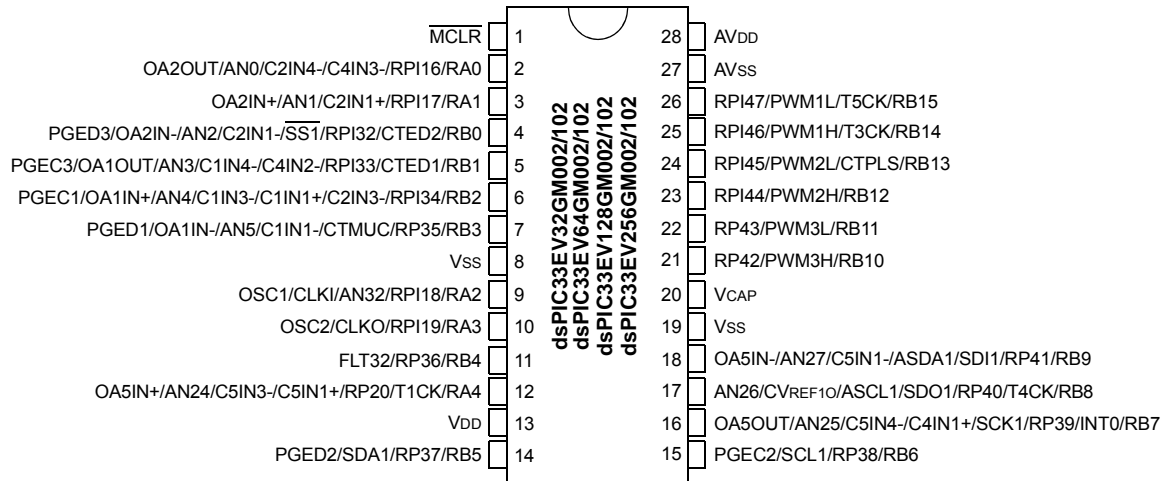 MCLR 1
OA2OUT/AN0/C2IN4-/C4IN3-/RPI16/RA0 2
OA2IN+/AN1/C2IN1+/RPI17/RA1 3
PGED3/OA2IN-/AN2/C2IN1-/SS1/RPI32/CTED2/RB0 4
PGEC3/OA1OUT/AN3/C1IN4-/C4IN2-/RPI33/CTED1/RB1 5
PGEC1/OA1IN+/AN4/C1IN3-/C1IN1+/C2IN3-/RPI34/RB2 6
PGED1/OA1IN-/AN5/C1IN1-/CTMUC/RP35/RB3 7
VSS 8
OSC1/CLKI/AN32/RPI18/RA2 9
OSC2/CLKO/RPI19/RA3 10
FLT32/RP36/RB4 11
OA5IN+/AN24/C5IN3-/C5IN1+/RP20/T1CK/RA4 12
VDD 13
PGED2/SDA1/RP37/RB5 14
dsPIC33EV32GM002/102
dsPIC33EV64GM002/102
dsPIC33EV128GM002/102
dsPIC33EV256GM002/102
28 AVDD
27 AVSS
26 RPI47/PWM1L/T5CK/RB15
25 RPI46/PWM1H/T3CK/RB14
24 RPI45/PWM2L/CTPLS/RB13
23 RPI44/PWM2H/RB12
22 RP43/PWM3L/RB11
21 RP42/PWM3H/RB10
20 VCAP
19 VSS
18 OA5IN-/AN27/C5IN1-/ASDA1/SDI1/RP41/RB9
17 AN26/CVREF1O/ASCL1/SDO1/RP40/T4CK/RB8
16 OA5OUT/AN25/C5IN4-/C4IN1+/SCK1/RP39/INT0/RB7
15 PGEC2/SCL1/RP38/RB6